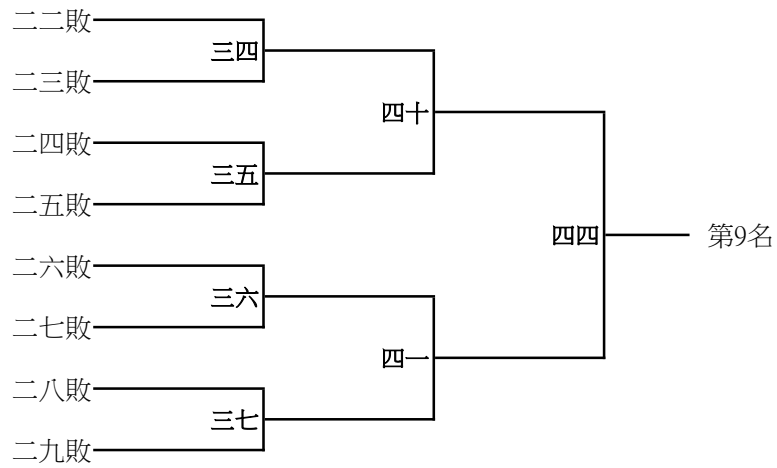 二二敗
三四
二三敗
四十
二四敗
三五
二五敗
四四
第9名
二六敗
三六
二七敗
四一
二八敗
三七
二九敗